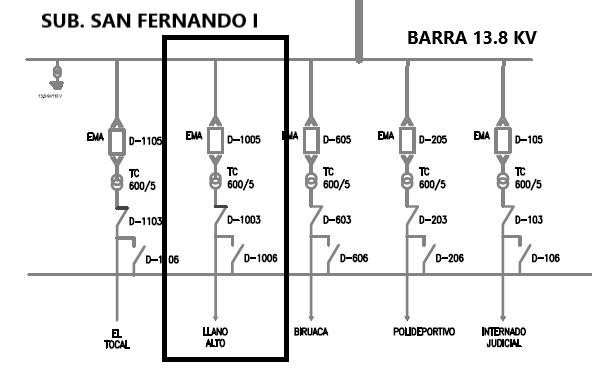 SUB. SAN FERNANDO I
BARRA 13.8 KV
EMA D-1105
EMA D-1005
EMA D-605
EMA D-205
EMA D-105
TC
600/5
TC
600/5
TC
600/5
TC
600/5
TC
600/5
D-1103
D-1003
D-603
D-203
D-103
D-1106
D-1006
D-606
D-206
D-106
EL
TOCAL
LLANO
ALTO
BIRUACA
POLIDEPORTIVO
INTERNADO
JUDICIAL